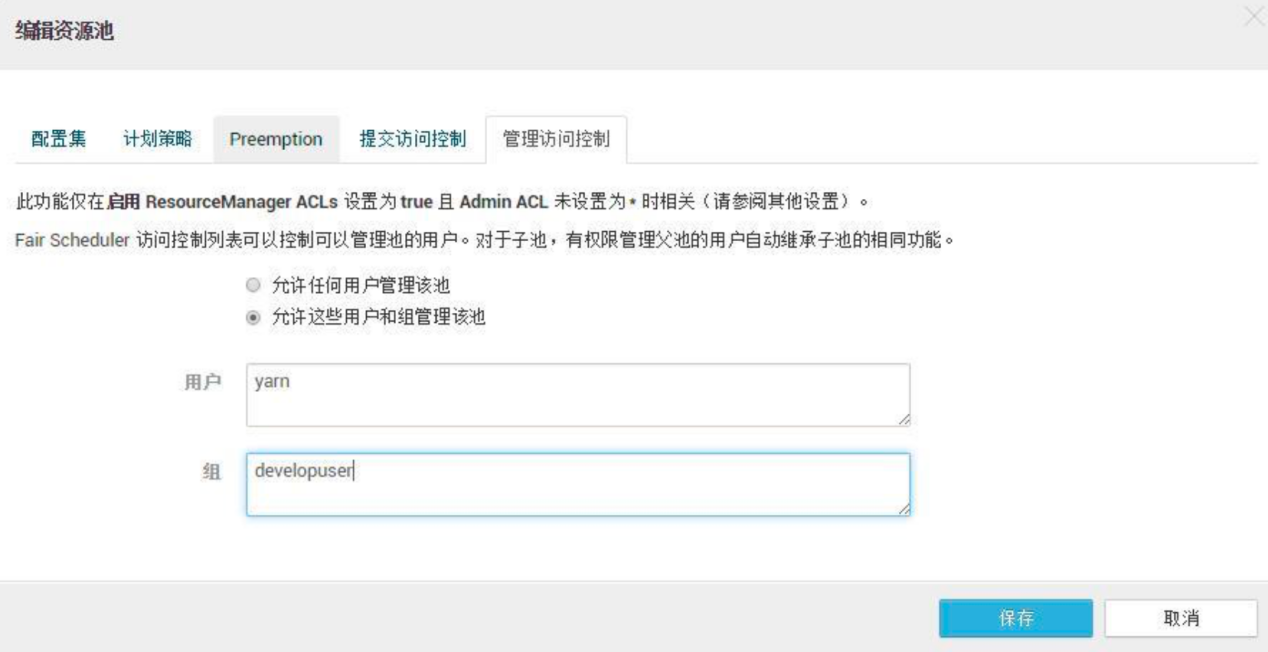 编辑资源池
配置集 计划策略 Preemption 提交访问控制 管理访问控制
此功能仅在启用 ResourceManager ACLs 设置为 true 且 Admin ACL 未设置为 * 时相关（请参阅其他设置）。
Fair Scheduler 访问控制列表可以控制可以管理池的用户。对于子池，有权限管理父池的用户自动继承子池的相同功能。
允许任何用户管理该池
允许这些用户和组管理该池
用户 yarn
组 developuser
保存 取消